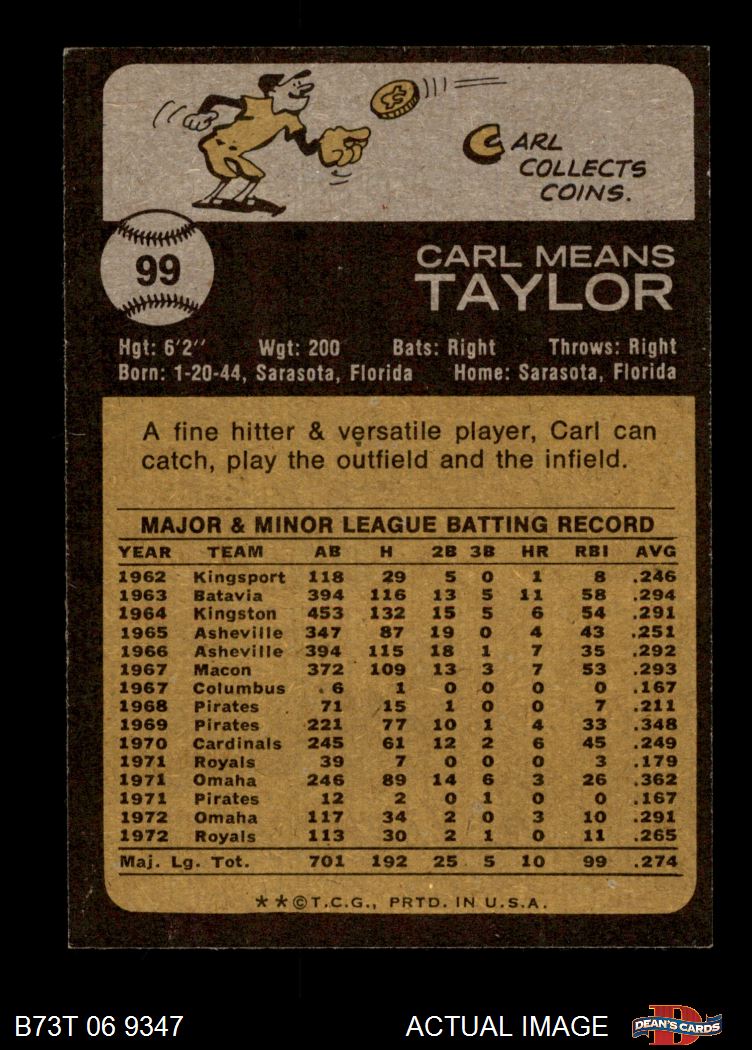 CARL
COLLECTS
COINS.
99
CARL MEANS
TAYLOR
Hgt: 6'2" Wgt: 200 Bats: Right Throws: Right
Born: 1-20-44, Sarasota, Florida Home: Sarasota, Florida
A fine hitter & versatile player, Carl can
catch, play the outfield and the infield.
MAJOR & MINOR LEAGUE BATTING RECORD
YEAR TEAM AB H 2B 3B HR RBI AVG
1962 Kingsport 118 29 5 0 1 8 .246
1963 Batavia 394 116 13 5 11 58 .294
1964 Kingston 453 132 15 5 6 54 .291
1965 Asheville 347 87 19 0 4 43 .251
1966 Asheville 394 115 18 1 7 35 .292
1967 Macon 372 109 13 3 7 53 .293
1967 Columbus 6 1 0 0 0 0 .167
1968 Pirates 71 15 1 0 0 7 .211
1969 Pirates 221 77 10 1 4 33 .348
1970 Cardinals 245 61 12 2 6 45 .249
1971 Royals 39 7 0 0 0 3 .179
1971 Omaha 246 89 14 6 3 26 .362
1971 Pirates 12 2 0 1 0 0 .167
1972 Omaha 117 34 2 0 3 10 .291
1972 Royals 113 30 2 1 0 11 .265
Maj. Lg. Tot. 701 192 25 5 10 99 .274
**©T.C.G., PRTD. IN U.S.A.
B73T 06 9347 ACTUAL IMAGE D DEAN'S CARDS